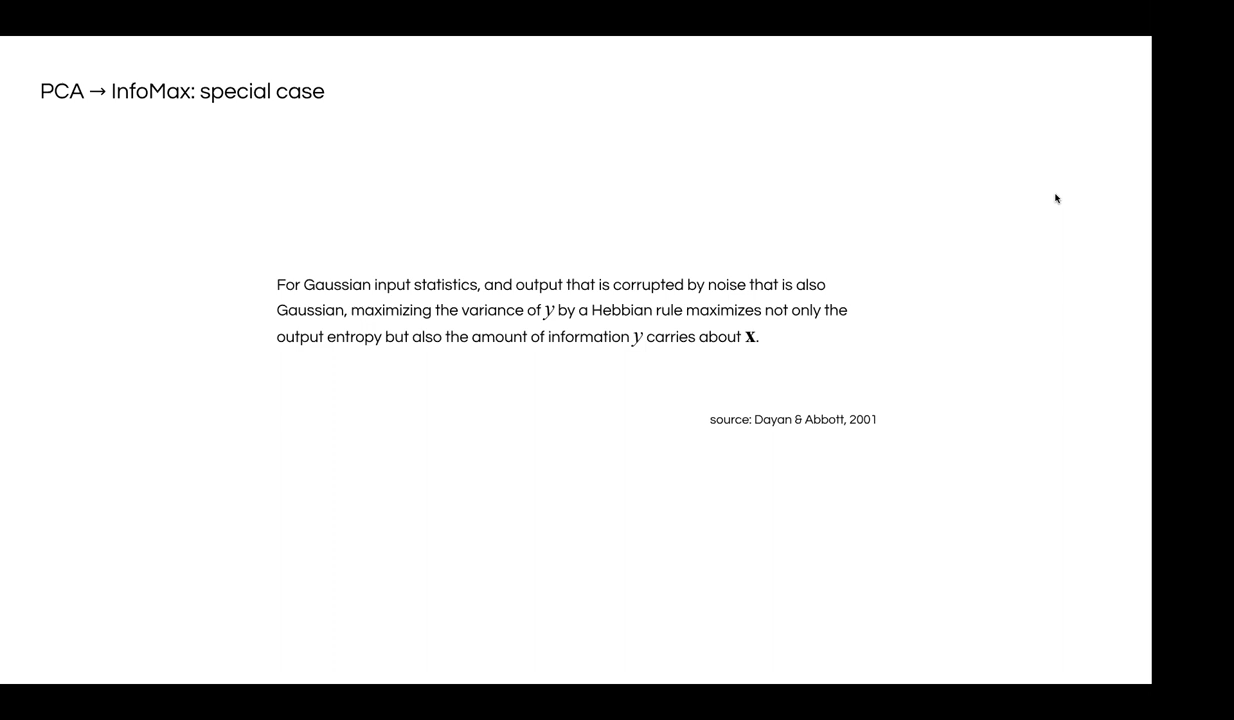 PCA → InfoMax: special case
For Gaussian input statistics, and output that is corrupted by noise that is also
Gaussian, maximizing the variance of y by a Hebbian rule maximizes not only the
output entropy but also the amount of information y carries about x.
source: Dayan & Abbott, 2001